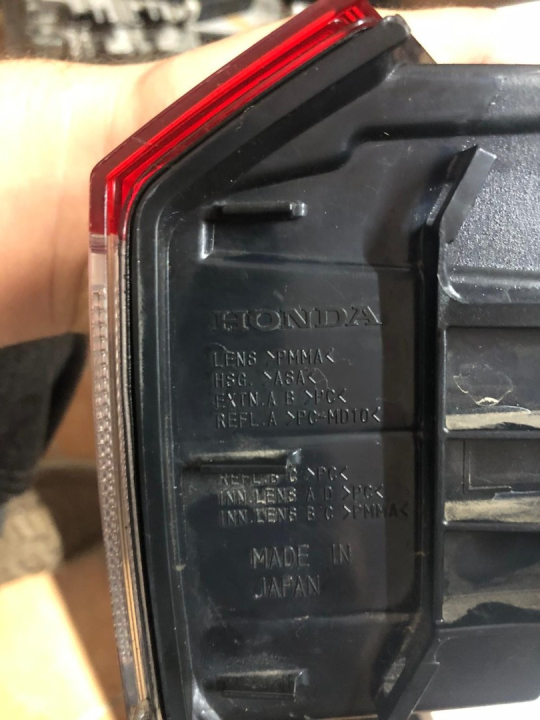 HONDA
LENS >PMMA<
HSG. >ASA<
EXTN.A B >PC<
REFL.A >PC-MD10<
REFL.B C >PC<
INN.LENS A D >PC<
INN.LENS B C >PMMA<
MADE IN
JAPAN